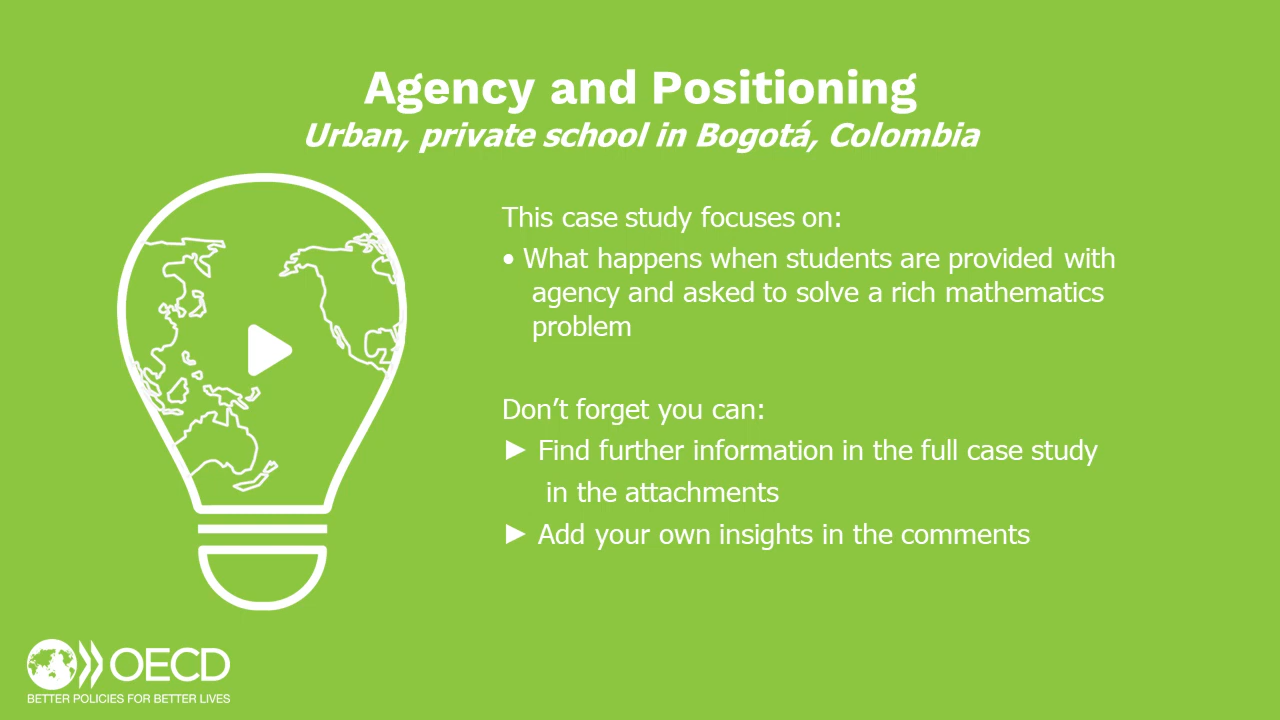 Agency and Positioning
Urban, private school in Bogotá, Colombia
This case study focuses on:
• What happens when students are provided with
agency and asked to solve a rich mathematics
problem
Don’t forget you can:
► Find further information in the full case study
in the attachments
► Add your own insights in the comments
OECD
BETTER POLICIES FOR BETTER LIVES